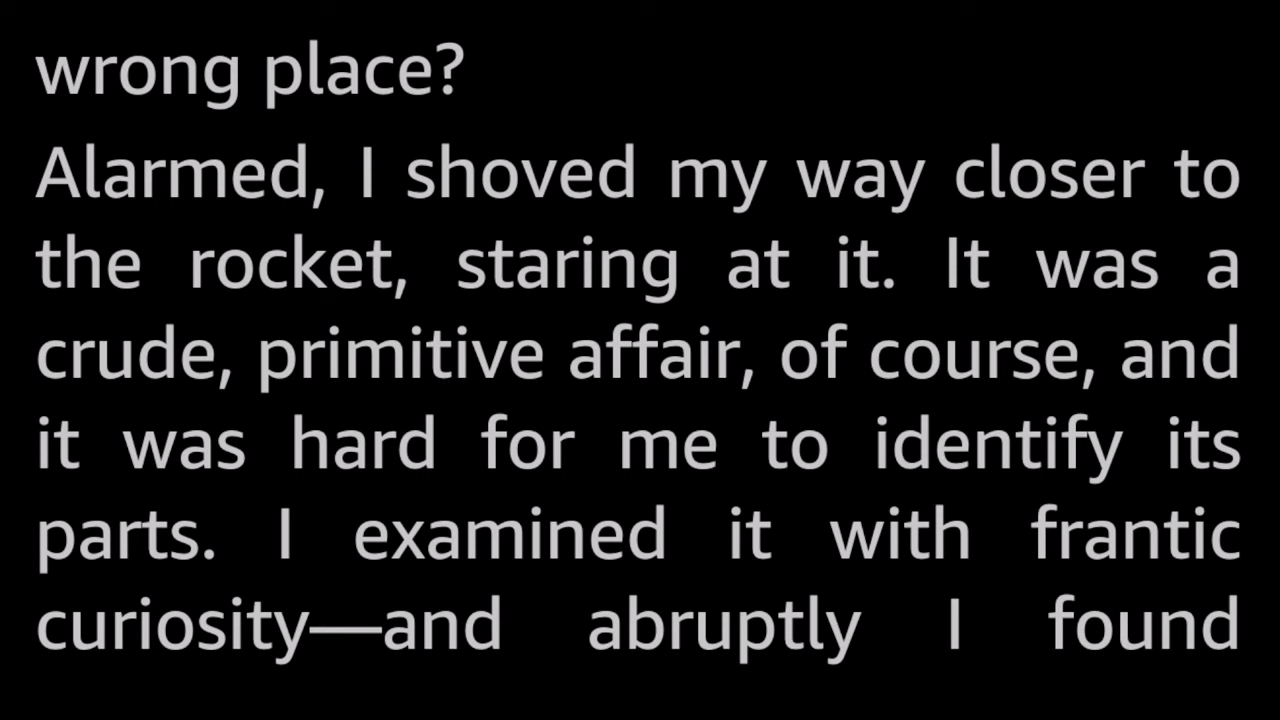 wrong place?
Alarmed, I shoved my way closer to
the rocket, staring at it. It was a
crude, primitive affair, of course, and
it was hard for me to identify its
parts. I examined it with frantic
curiosity—and abruptly I found